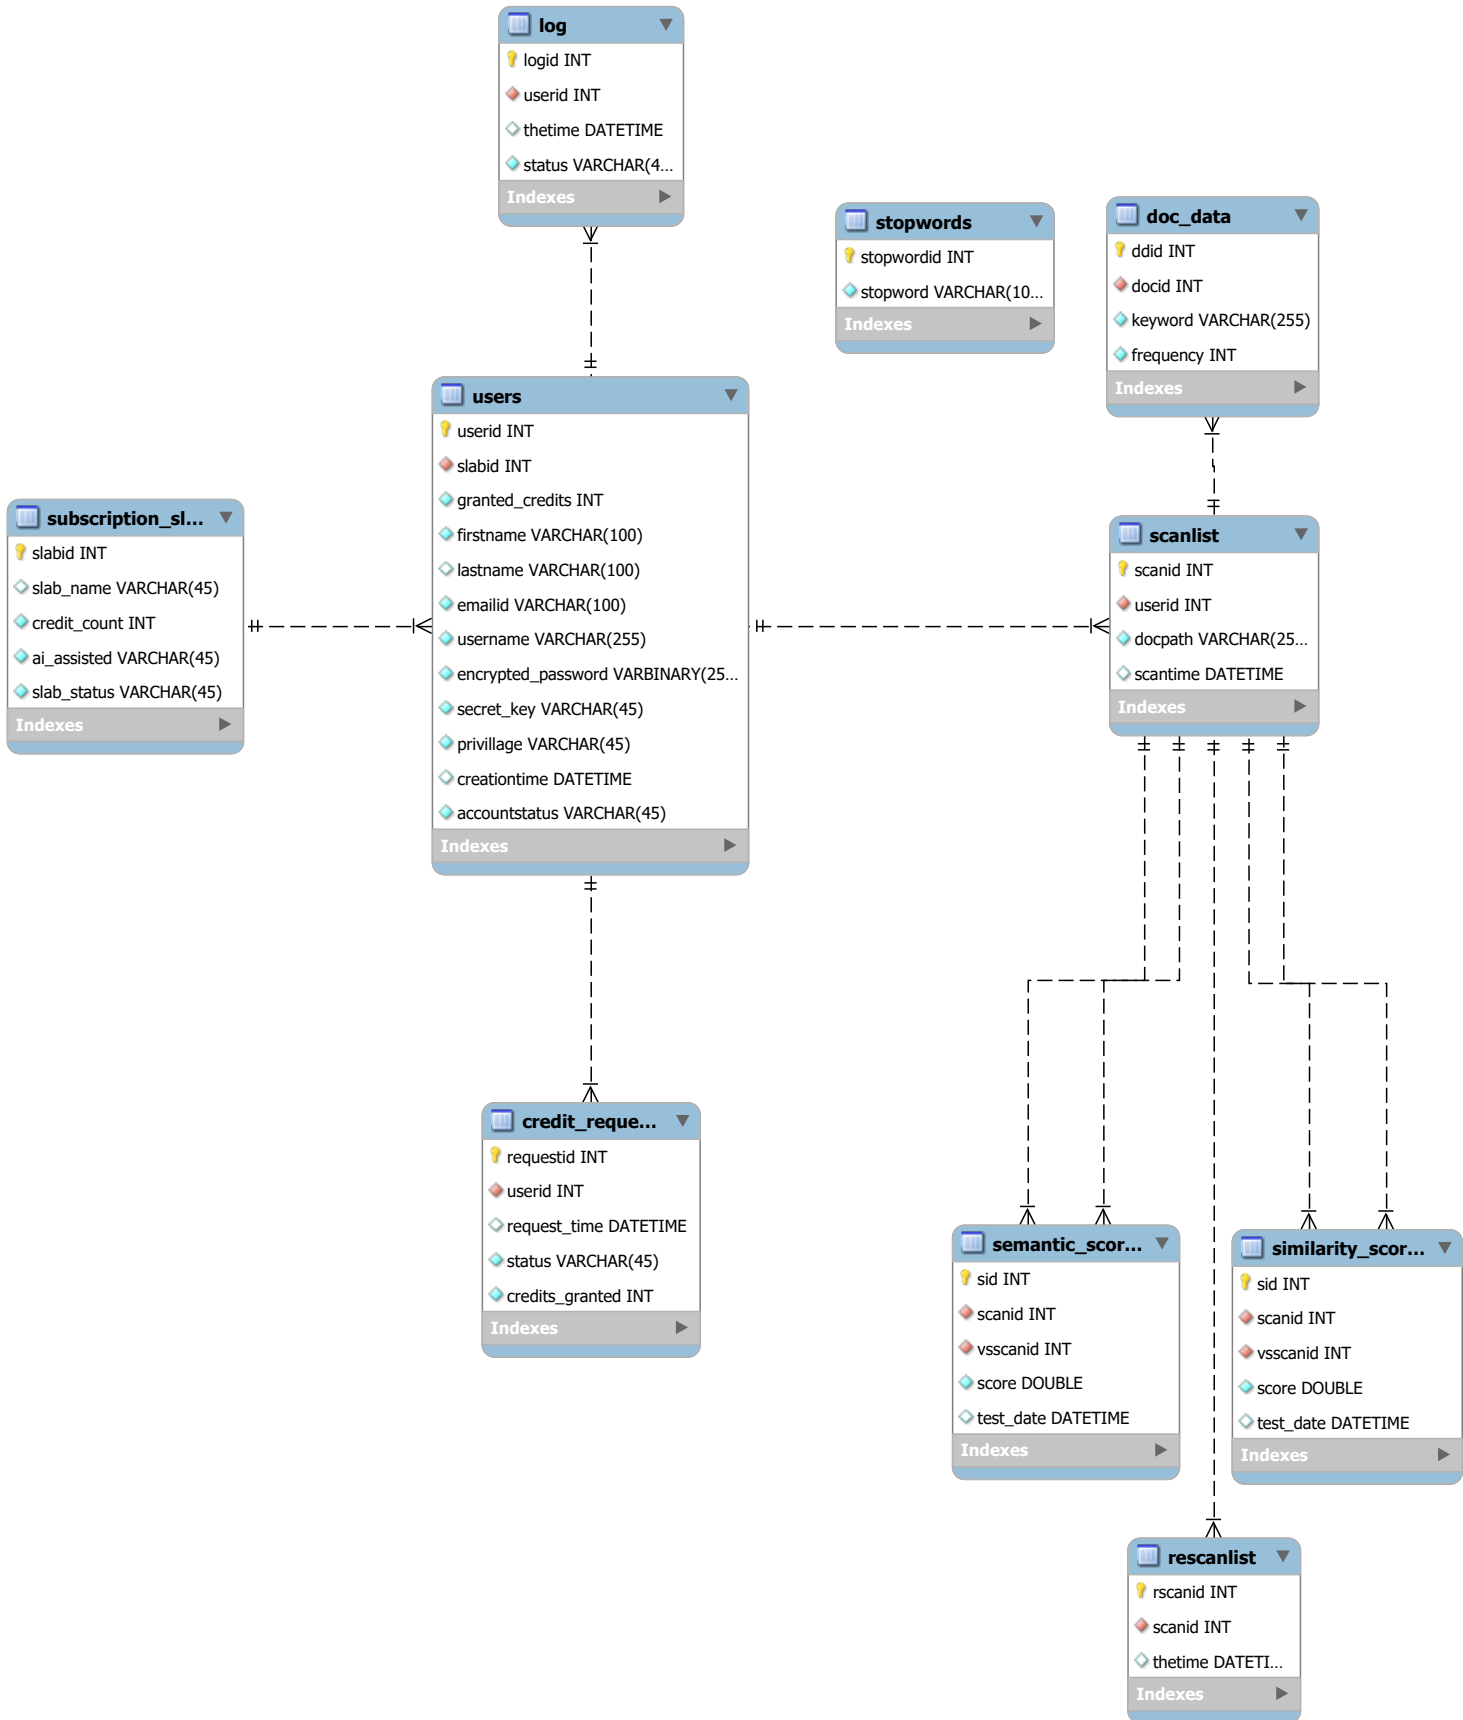 log
logid INT
userid INT
thetime DATETIME
status VARCHAR(4...
Indexes
stopwords
stopwordid INT
stopword VARCHAR(10...
Indexes
doc_data
ddid INT
docid INT
keyword VARCHAR(255)
frequency INT
Indexes
users
userid INT
slabid INT
granted_credits INT
firstname VARCHAR(100)
lastname VARCHAR(100)
emailid VARCHAR(100)
username VARCHAR(255)
encrypted_password VARBINARY(25...
secret_key VARCHAR(45)
privillage VARCHAR(45)
creationtime DATETIME
accountstatus VARCHAR(45)
Indexes
subscription_sl...
slabid INT
slab_name VARCHAR(45)
credit_count INT
ai_assisted VARCHAR(45)
slab_status VARCHAR(45)
Indexes
scanlist
scanid INT
userid INT
docpath VARCHAR(25...
scantime DATETIME
Indexes
credit_reque...
requestid INT
userid INT
request_time DATETIME
status VARCHAR(45)
credits_granted INT
Indexes
semantic_scor...
sid INT
scanid INT
vsscanid INT
score DOUBLE
test_date DATETIME
Indexes
similarity_scor...
sid INT
scanid INT
vsscanid INT
score DOUBLE
test_date DATETIME
Indexes
rescanlist
rscanid INT
scanid INT
thetime DATETI...
Indexes